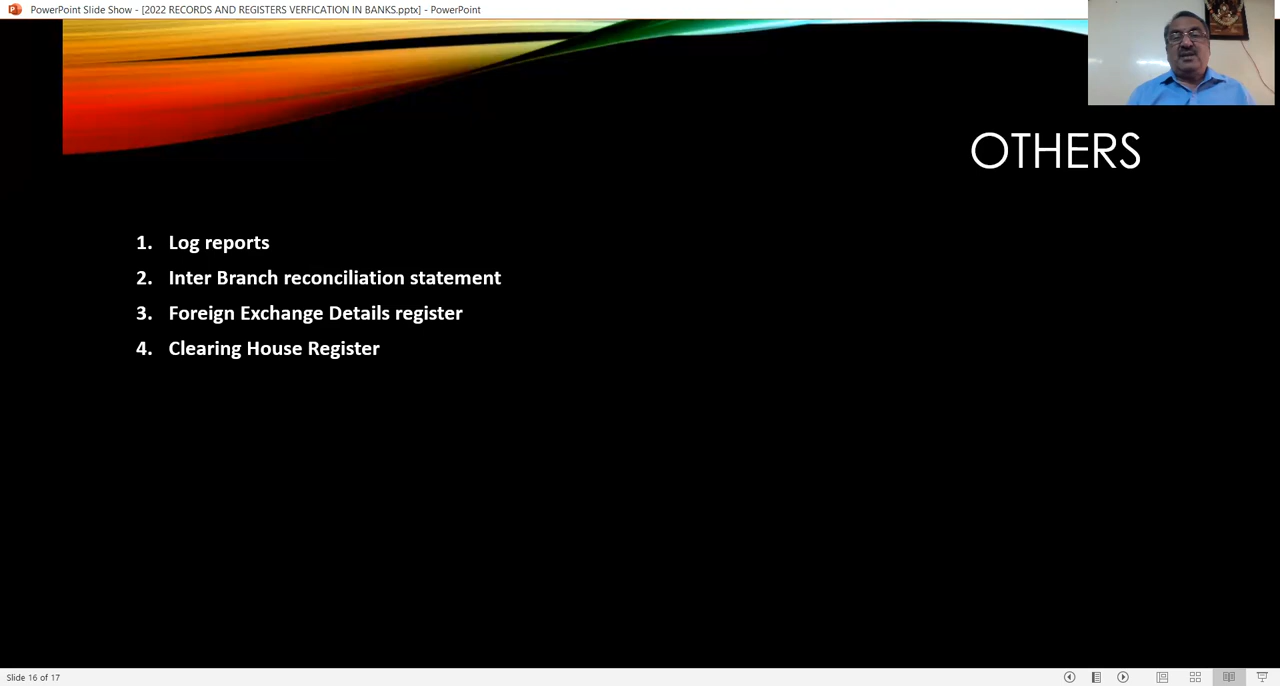 PowerPoint Slide Show - [2022 RECORDS AND REGISTERS VERFICATION IN BANKS.pptx] - PowerPoint
OTHERS
1. Log reports
2. Inter Branch reconciliation statement
3. Foreign Exchange Details register
4. Clearing House Register
Slide 16 of 17